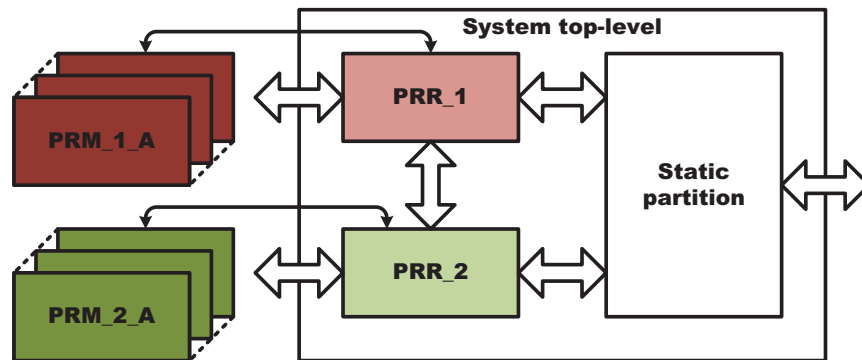 System top-level
PRR_1
PRM_1_A
Static
partition
PRR_2
PRM_2_A